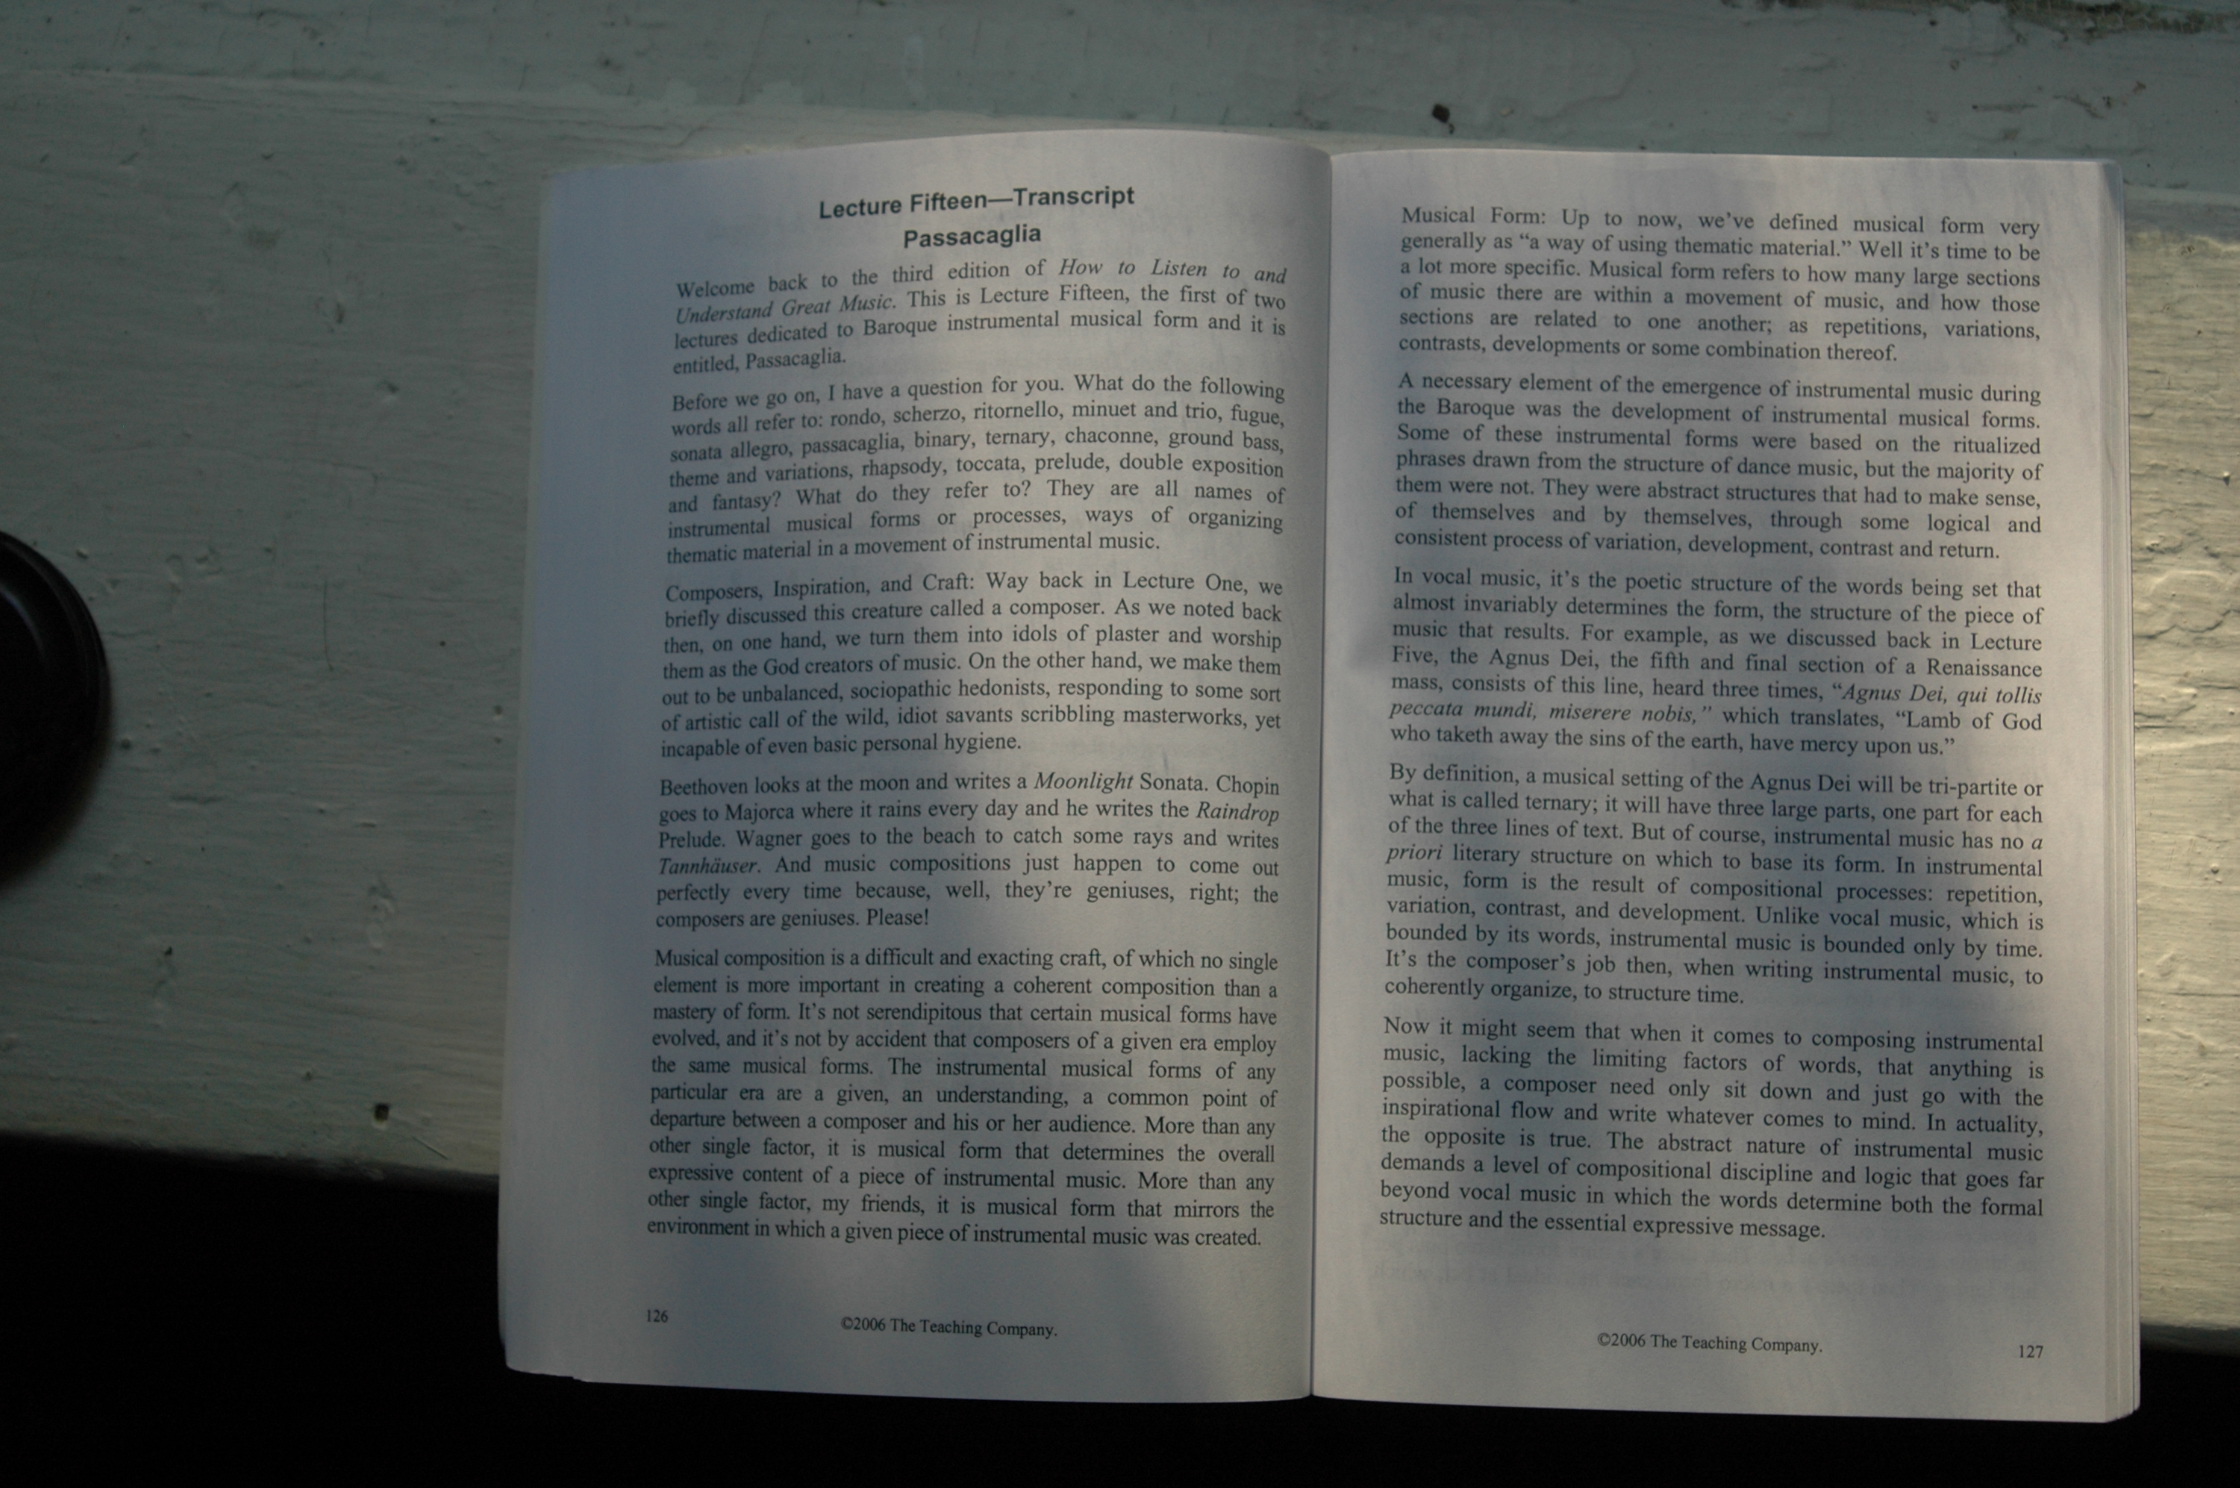 Lecture Fifteen—Transcript
Passacaglia
Welcome back to the third edition of How to Listen to and
Understand Great Music. This is Lecture Fifteen, the first of two
lectures dedicated to Baroque instrumental musical form and it is
entitled, Passacaglia.
Before we go on, I have a question for you. What do the following
words all refer to: rondo, scherzo, ritornello, minuet and trio, fugue,
sonata allegro, passacaglia, binary, ternary, chaconne, ground bass,
theme and variations, rhapsody, toccata, prelude, double exposition
and fantasy? What do they refer to? They are all names of
instrumental musical forms or processes, ways of organizing
thematic material in a movement of instrumental music.
Composers, Inspiration, and Craft: Way back in Lecture One, we
briefly discussed this creature called a composer. As we noted back
then, on one hand, we turn them into idols of plaster and worship
them as the God creators of music. On the other hand, we make them
out to be unbalanced, sociopathic hedonists, responding to some sort
of artistic call of the wild, idiot savants scribbling masterworks, yet
incapable of even basic personal hygiene.
Beethoven looks at the moon and writes a Moonlight Sonata. Chopin
goes to Majorca where it rains every day and he writes the Raindrop
Prelude. Wagner goes to the beach to catch some rays and writes
Tannhäuser. And music compositions just happen to come out
perfectly every time because, well, they're geniuses, right; the
composers are geniuses. Please!
Musical composition is a difficult and exacting craft, of which no single
element is more important in creating a coherent composition than a
mastery of form. It's not serendipitous that certain musical forms have
evolved, and it's not by accident that composers of a given era employ
the same musical forms. The instrumental musical forms of any
particular era are a given, an understanding, a common point of
departure between a composer and his or her audience. More than any
other single factor, it is musical form that determines the overall
expressive content of a piece of instrumental music. More than any
other single factor, my friends, it is musical form that mirrors the
environment in which a given piece of instrumental music was created.
126
©2006 The Teaching Company.
Musical Form: Up to now, we've defined musical form very
generally as "a way of using thematic material." Well it's time to be
a lot more specific. Musical form refers to how many large sections
of music there are within a movement of music, and how those
sections are related to one another; as repetitions, variations,
contrasts, developments or some combination thereof.
A necessary element of the emergence of instrumental music during
the Baroque was the development of instrumental musical forms.
Some of these instrumental forms were based on the ritualized
phrases drawn from the structure of dance music, but the majority of
them were not. They were abstract structures that had to make sense,
of themselves and by themselves, through some logical and
consistent process of variation, development, contrast and return.
In vocal music, it's the poetic structure of the words being set that
almost invariably determines the form, the structure of the piece of
music that results. For example, as we discussed back in Lecture
Five, the Agnus Dei, the fifth and final section of a Renaissance
mass, consists of this line, heard three times, "Agnus Dei, qui tollis
peccata mundi, miserere nobis," which translates, "Lamb of God
who taketh away the sins of the earth, have mercy upon us."
By definition, a musical setting of the Agnus Dei will be tri-partite or
what is called ternary; it will have three large parts, one part for each
of the three lines of text. But of course, instrumental music has no a
priori literary structure on which to base its form. In instrumental
music, form is the result of compositional processes: repetition,
variation, contrast, and development. Unlike vocal music, which is
bounded by its words, instrumental music is bounded only by time.
It's the composer's job then, when writing instrumental music, to
coherently organize, to structure time.
Now it might seem that when it comes to composing instrumental
music, lacking the limiting factors of words, that anything is
possible, a composer need only sit down and just go with the
inspirational flow and write whatever comes to mind. In actuality,
the opposite is true. The abstract nature of instrumental music
demands a level of compositional discipline and logic that goes far
beyond vocal music in which the words determine both the formal
structure and the essential expressive message.
©2006 The Teaching Company.
127